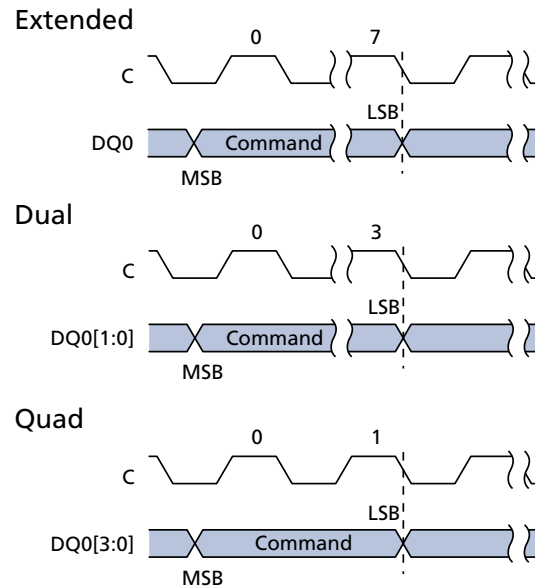 Extended
0 7
C
LSB
DQ0 Command
MSB
Dual
0 3
C
LSB
DQ0[1:0] Command
MSB
Quad
0 1
C
LSB
DQ0[3:0] Command
MSB